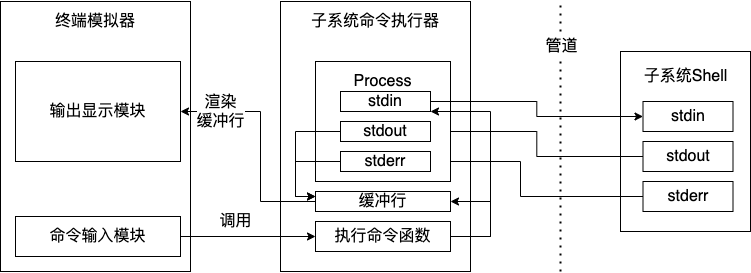 终端模拟器
输出显示模块
命令输入模块
渲染
缓冲行
调用
子系统命令执行器
Process
stdin
stdout
stderr
缓冲行
执行命令函数
管道
子系统Shell
stdin
stdout
stderr